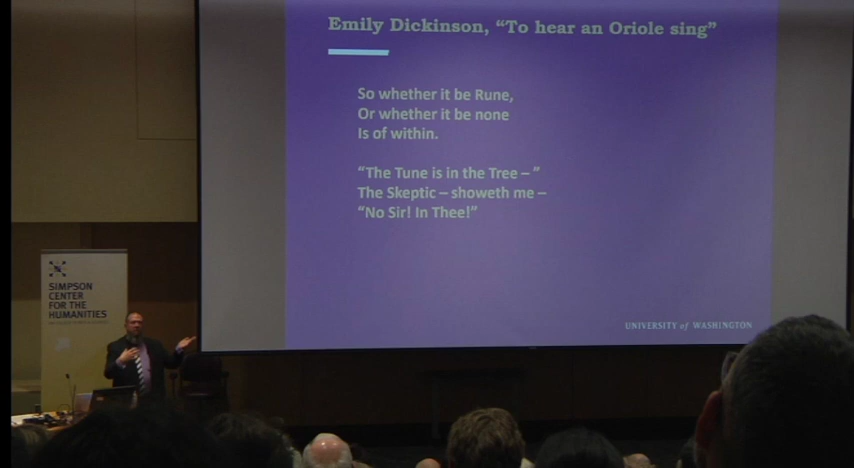 Emily Dickinson, “To hear an Oriole sing”
So whether it be Rune,
Or whether it be none
Is of within.
“The Tune is in the Tree – ”
The Skeptic – showeth me –
“No Sir! In Thee!”
UNIVERSITY of WASHINGTON
SIMPSON
CENTER
FOR THE
HUMANITIES